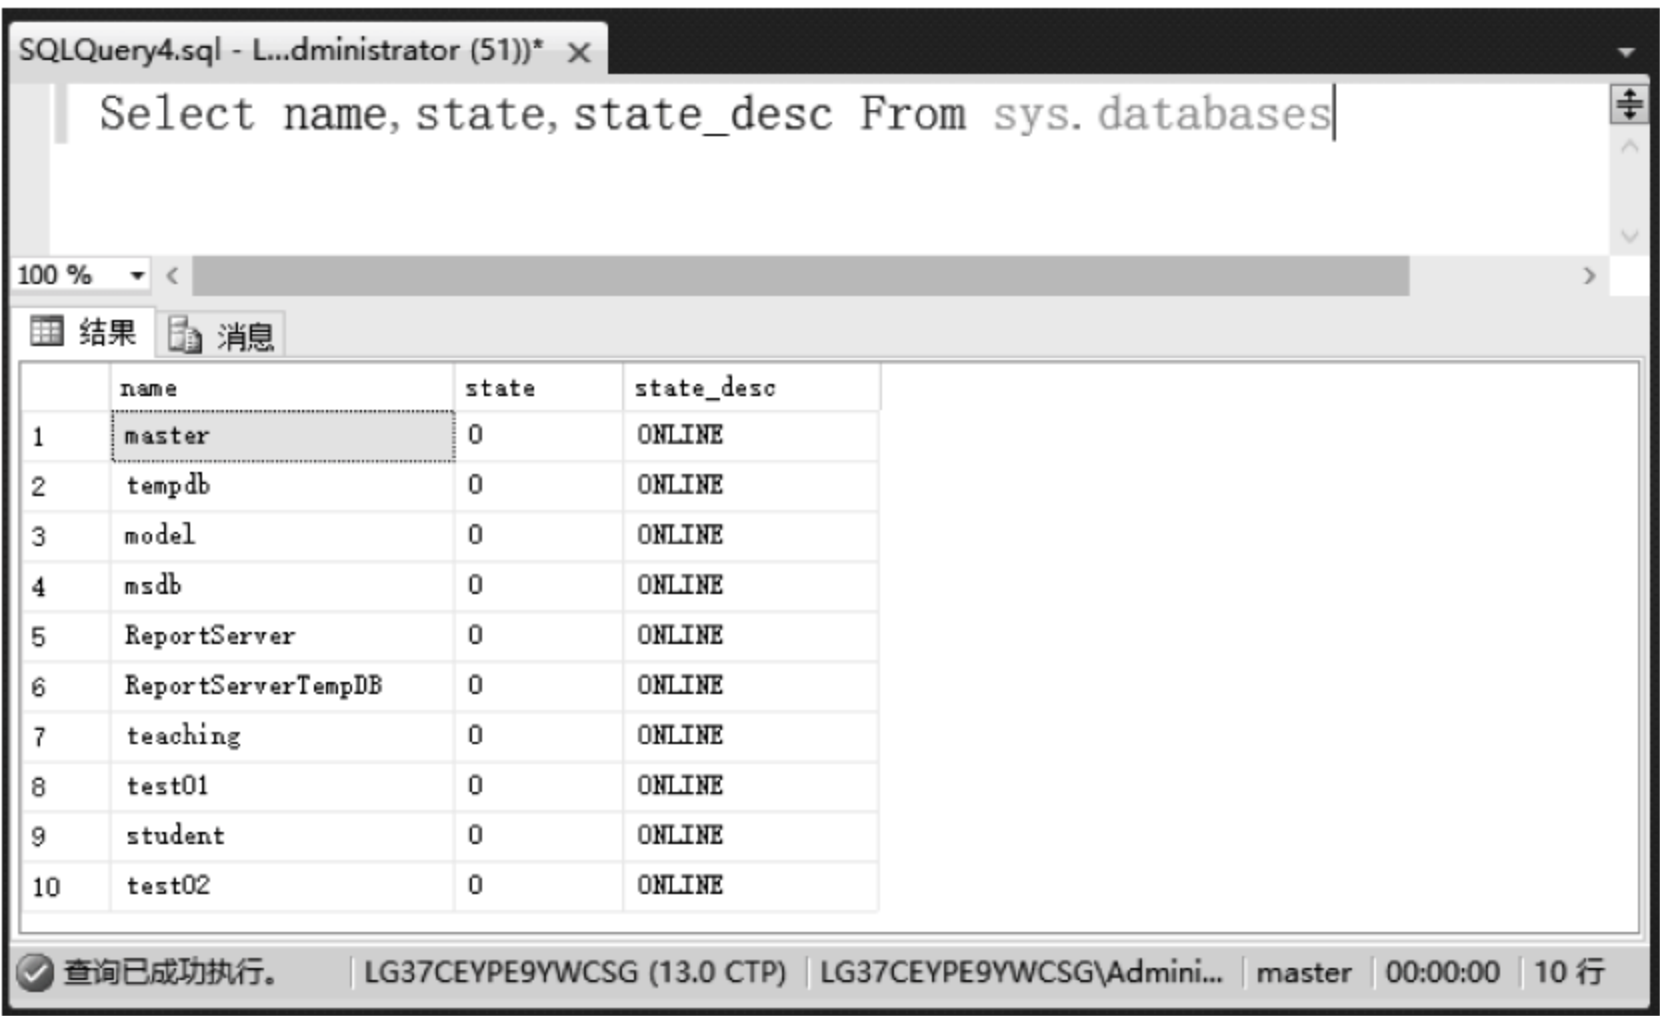 SQLQuery4.sql - L...dministrator (51))*
Select name,state,state_desc From sys.databases
100 %
结果 消息
name state state_desc
1 master 0 ONLINE
2 tempdb 0 ONLINE
3 model 0 ONLINE
4 msdb 0 ONLINE
5 ReportServer 0 ONLINE
6 ReportServerTempDB 0 ONLINE
7 teaching 0 ONLINE
8 test01 0 ONLINE
9 student 0 ONLINE
10 test02 0 ONLINE
查询已成功执行。 LG37CEYPE9YWCSG (13.0 CTP) LG37CEYPE9YWCSG\Admini... master 00:00:00 10 行